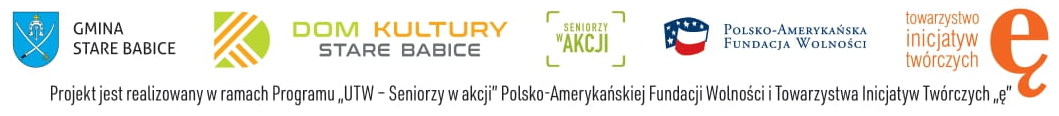 GMINA
STARE BABICE
DOM KULTURY
STARE BABICE
SENIORZY
W AKCJI
POLSKO-AMERYKAŃSKA
FUNDACJA WOLNOŚCI
towarzystwo
inicjatyw
twórczych
ę
Projekt jest realizowany w ramach Programu „UTW – Seniorzy w akcji” Polsko-Amerykańskiej Fundacji Wolności i Towarzystwa Inicjatyw Twórczych „ę”